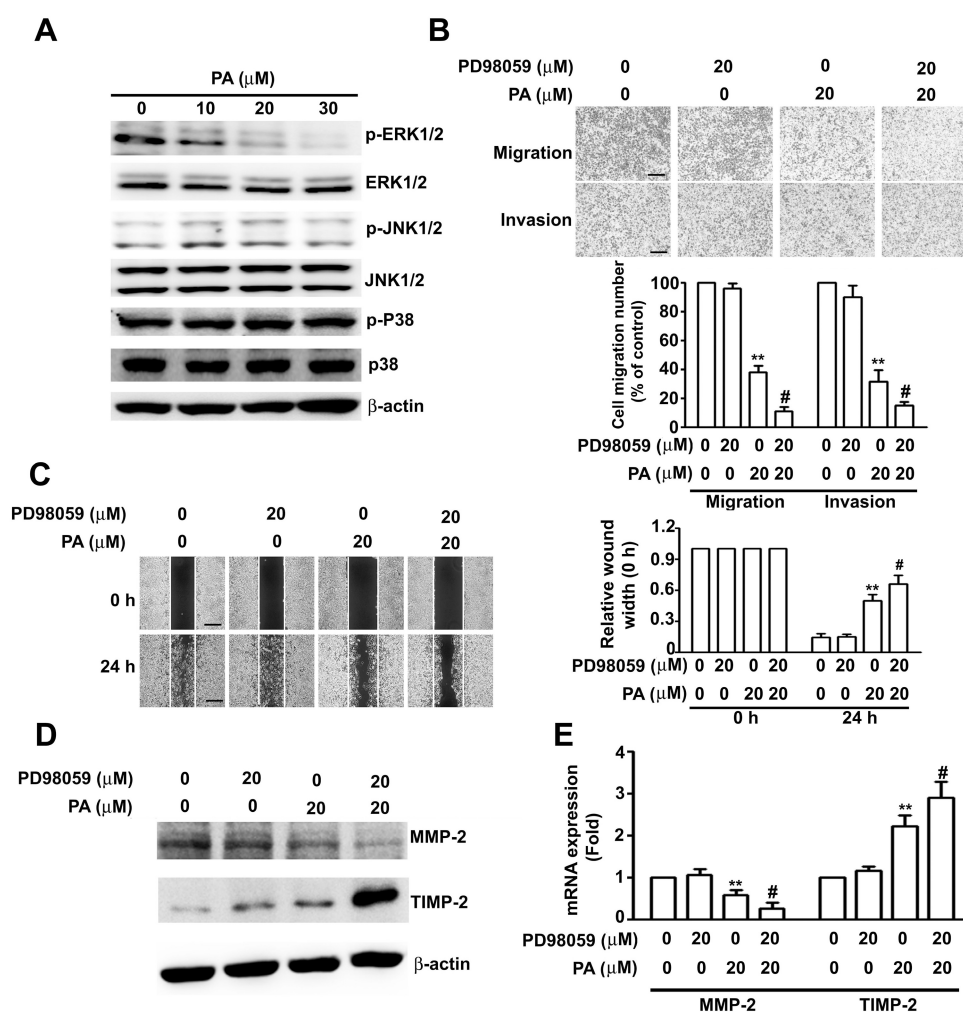 A
PA (μM)
0 10 20 30
p-ERK1/2
ERK1/2
p-JNK1/2
JNK1/2
p-P38
p38
β-actin
B
PD98059 (μM) 0 20 0 20
PA (μM) 0 0 20 20
Migration
Invasion
Cell migration number
(% of control)
100
80
60
40
20
0
** # ** #
PD98059 (μM) 0 20 0 20 0 20 0 20
PA (μM) 0 0 20 20 0 0 20 20
Migration Invasion
C
PD98059 (μM) 0 20 0 20
PA (μM) 0 0 20 20
0 h
24 h
Relative wound
width (0 h)
1.2
0.9
0.6
0.3
0
** #
PD98059 (μM) 0 20 0 20 0 20 0 20
PA (μM) 0 0 20 20 0 0 20 20
0 h 24 h
D
PD98059 (μM) 0 20 0 20
PA (μM) 0 0 20 20
MMP-2
TIMP-2
β-actin
E
mRNA expression
(Fold)
4
3
2
1
0
** # ** #
PD98059 (μM) 0 20 0 20 0 20 0 20
PA (μM) 0 0 20 20 0 0 20 20
MMP-2 TIMP-2